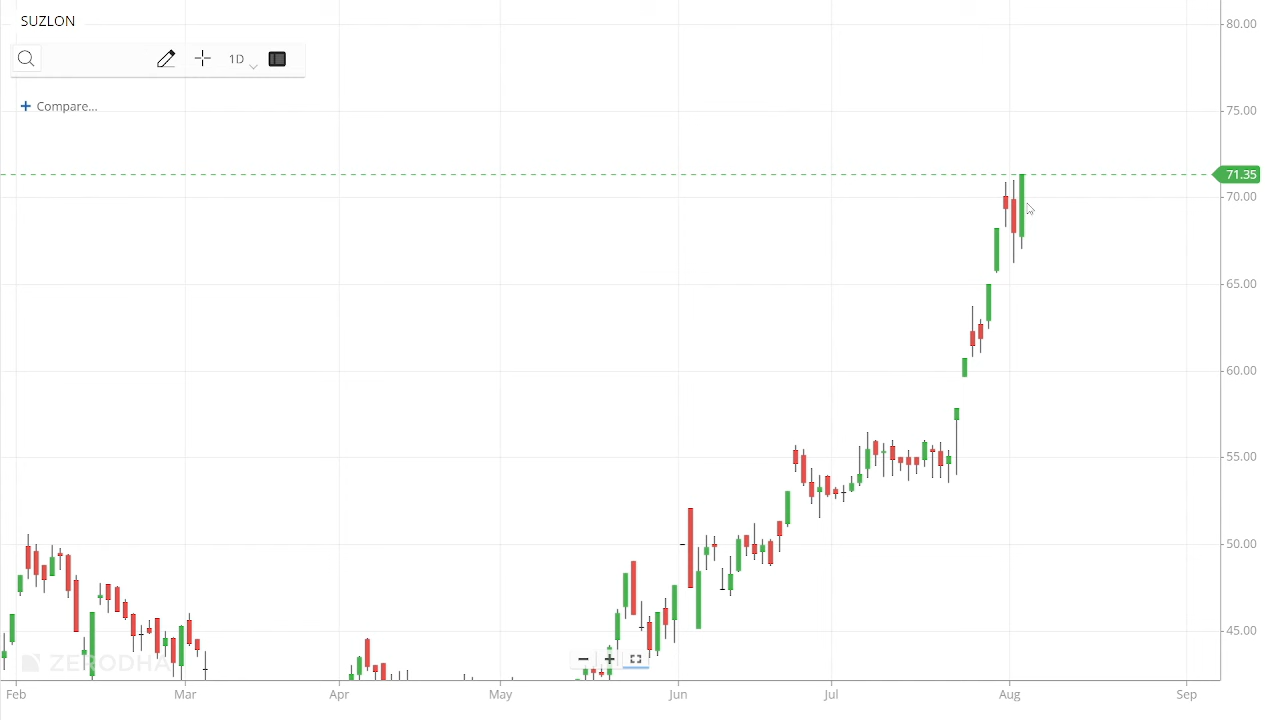 SUZLON
1D
+ Compare...
80.00
75.00
71.35
70.00
65.00
60.00
55.00
50.00
45.00
ZERODHA
Feb Mar Apr May Jun Jul Aug Sep